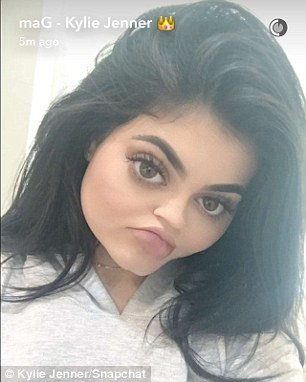 maG - Kylie Jenner 👑
5m ago
© Kylie Jenner/Snapchat